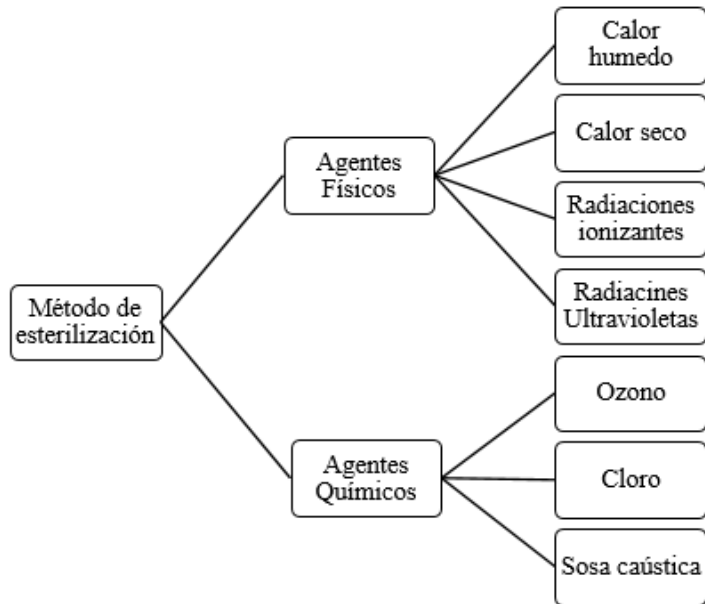 Método de
esterilización
Agentes
Físicos
Calor
humedo
Calor seco
Radiaciones
ionizantes
Radiacines
Ultravioletas
Agentes
Químicos
Ozono
Cloro
Sosa caústica